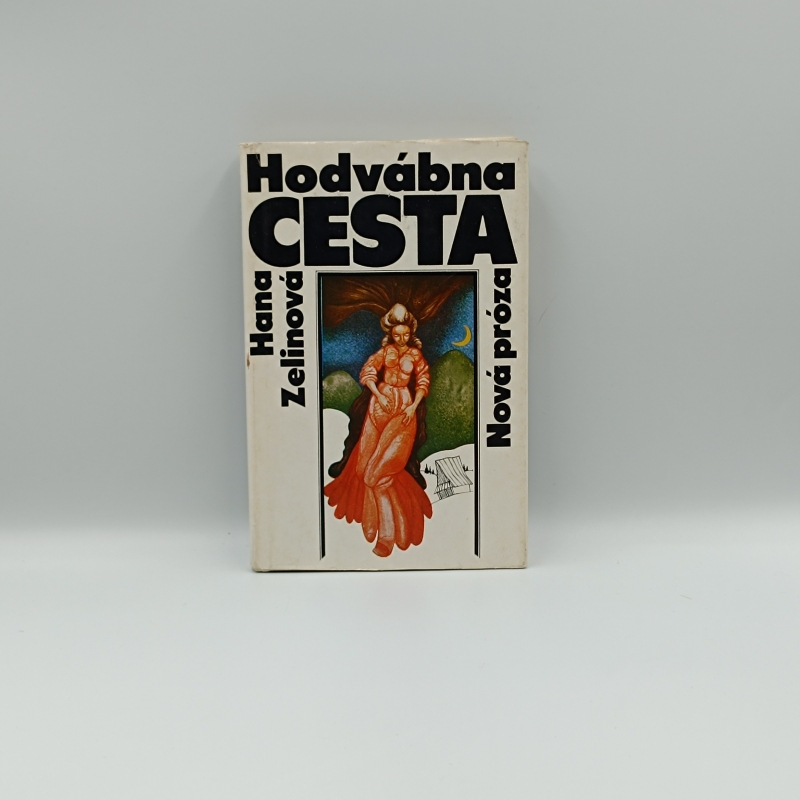 Hodvábna
CESTA
Hana
Zelinová
Nová próza